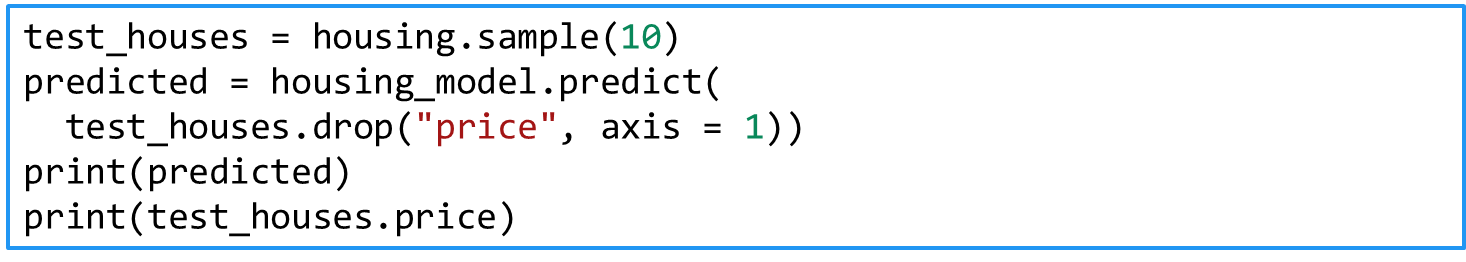 test_houses = housing.sample(10)
predicted = housing_model.predict(
  test_houses.drop("price", axis = 1))
print(predicted)
print(test_houses.price)